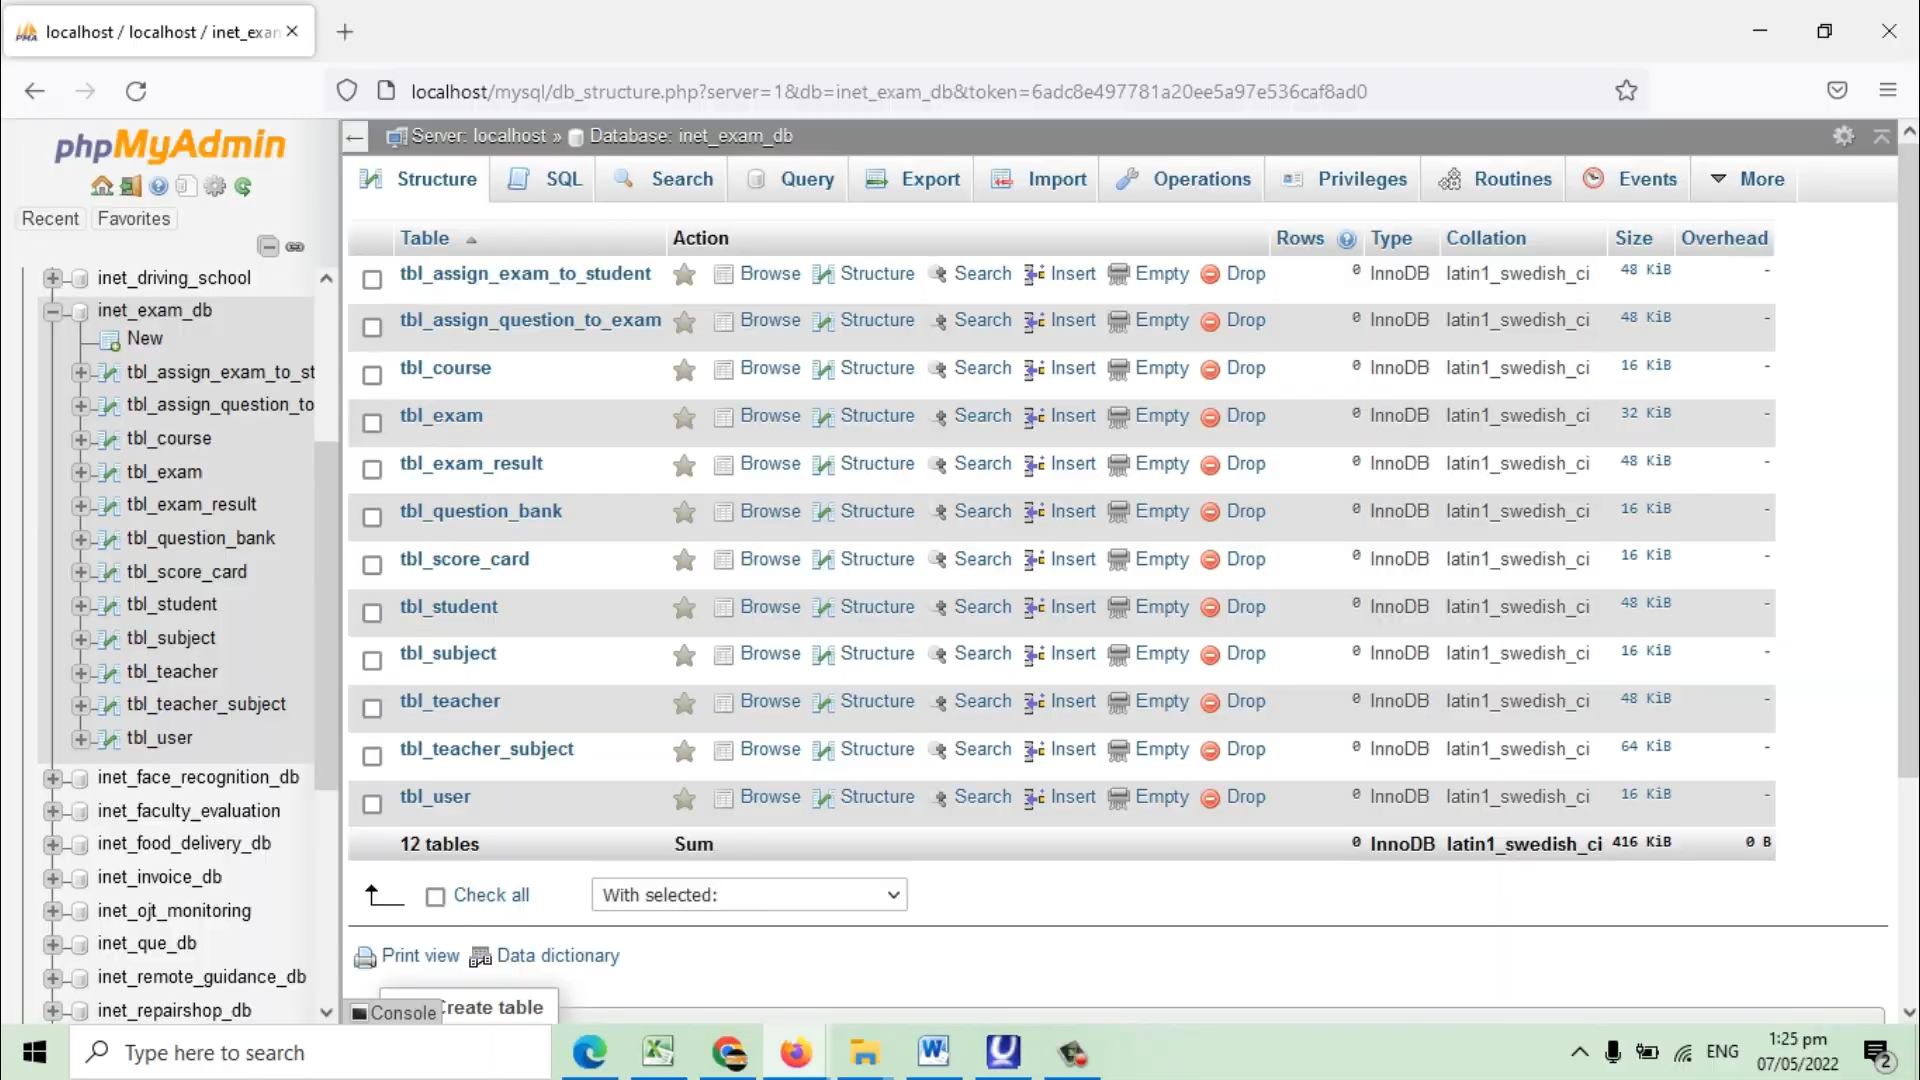 localhost / localhost / inet_exam
localhost/mysql/db_structure.php?server=1&db=inet_exam_db&token=6adc8e497781a20ee5a97e536caf8ad0
phpMyAdmin
Recent Favorites
inet_driving_school
inet_exam_db
New
tbl_assign_exam_to_st
tbl_assign_question_to
tbl_course
tbl_exam
tbl_exam_result
tbl_question_bank
tbl_score_card
tbl_student
tbl_subject
tbl_teacher
tbl_teacher_subject
tbl_user
inet_face_recognition_db
inet_faculty_evaluation
inet_food_delivery_db
inet_invoice_db
inet_ojt_monitoring
inet_que_db
inet_remote_guidance_db
inet_repairshop_db
Server: localhost » Database: inet_exam_db
Structure SQL Search Query Export Import Operations Privileges Routines Events More
Table Action Rows Type Collation Size Overhead
tbl_assign_exam_to_student Browse Structure Search Insert Empty Drop 0 InnoDB latin1_swedish_ci 48 KiB -
tbl_assign_question_to_exam Browse Structure Search Insert Empty Drop 0 InnoDB latin1_swedish_ci 48 KiB -
tbl_course Browse Structure Search Insert Empty Drop 0 InnoDB latin1_swedish_ci 16 KiB -
tbl_exam Browse Structure Search Insert Empty Drop 0 InnoDB latin1_swedish_ci 32 KiB -
tbl_exam_result Browse Structure Search Insert Empty Drop 0 InnoDB latin1_swedish_ci 48 KiB -
tbl_question_bank Browse Structure Search Insert Empty Drop 0 InnoDB latin1_swedish_ci 16 KiB -
tbl_score_card Browse Structure Search Insert Empty Drop 0 InnoDB latin1_swedish_ci 16 KiB -
tbl_student Browse Structure Search Insert Empty Drop 0 InnoDB latin1_swedish_ci 48 KiB -
tbl_subject Browse Structure Search Insert Empty Drop 0 InnoDB latin1_swedish_ci 16 KiB -
tbl_teacher Browse Structure Search Insert Empty Drop 0 InnoDB latin1_swedish_ci 48 KiB -
tbl_teacher_subject Browse Structure Search Insert Empty Drop 0 InnoDB latin1_swedish_ci 64 KiB -
tbl_user Browse Structure Search Insert Empty Drop 0 InnoDB latin1_swedish_ci 16 KiB -
12 tables Sum 0 InnoDB latin1_swedish_ci 416 KiB 0 B
Check all With selected:
Print view Data dictionary
Console reate table
Type here to search
ENG
1:25 pm
07/05/2022
2